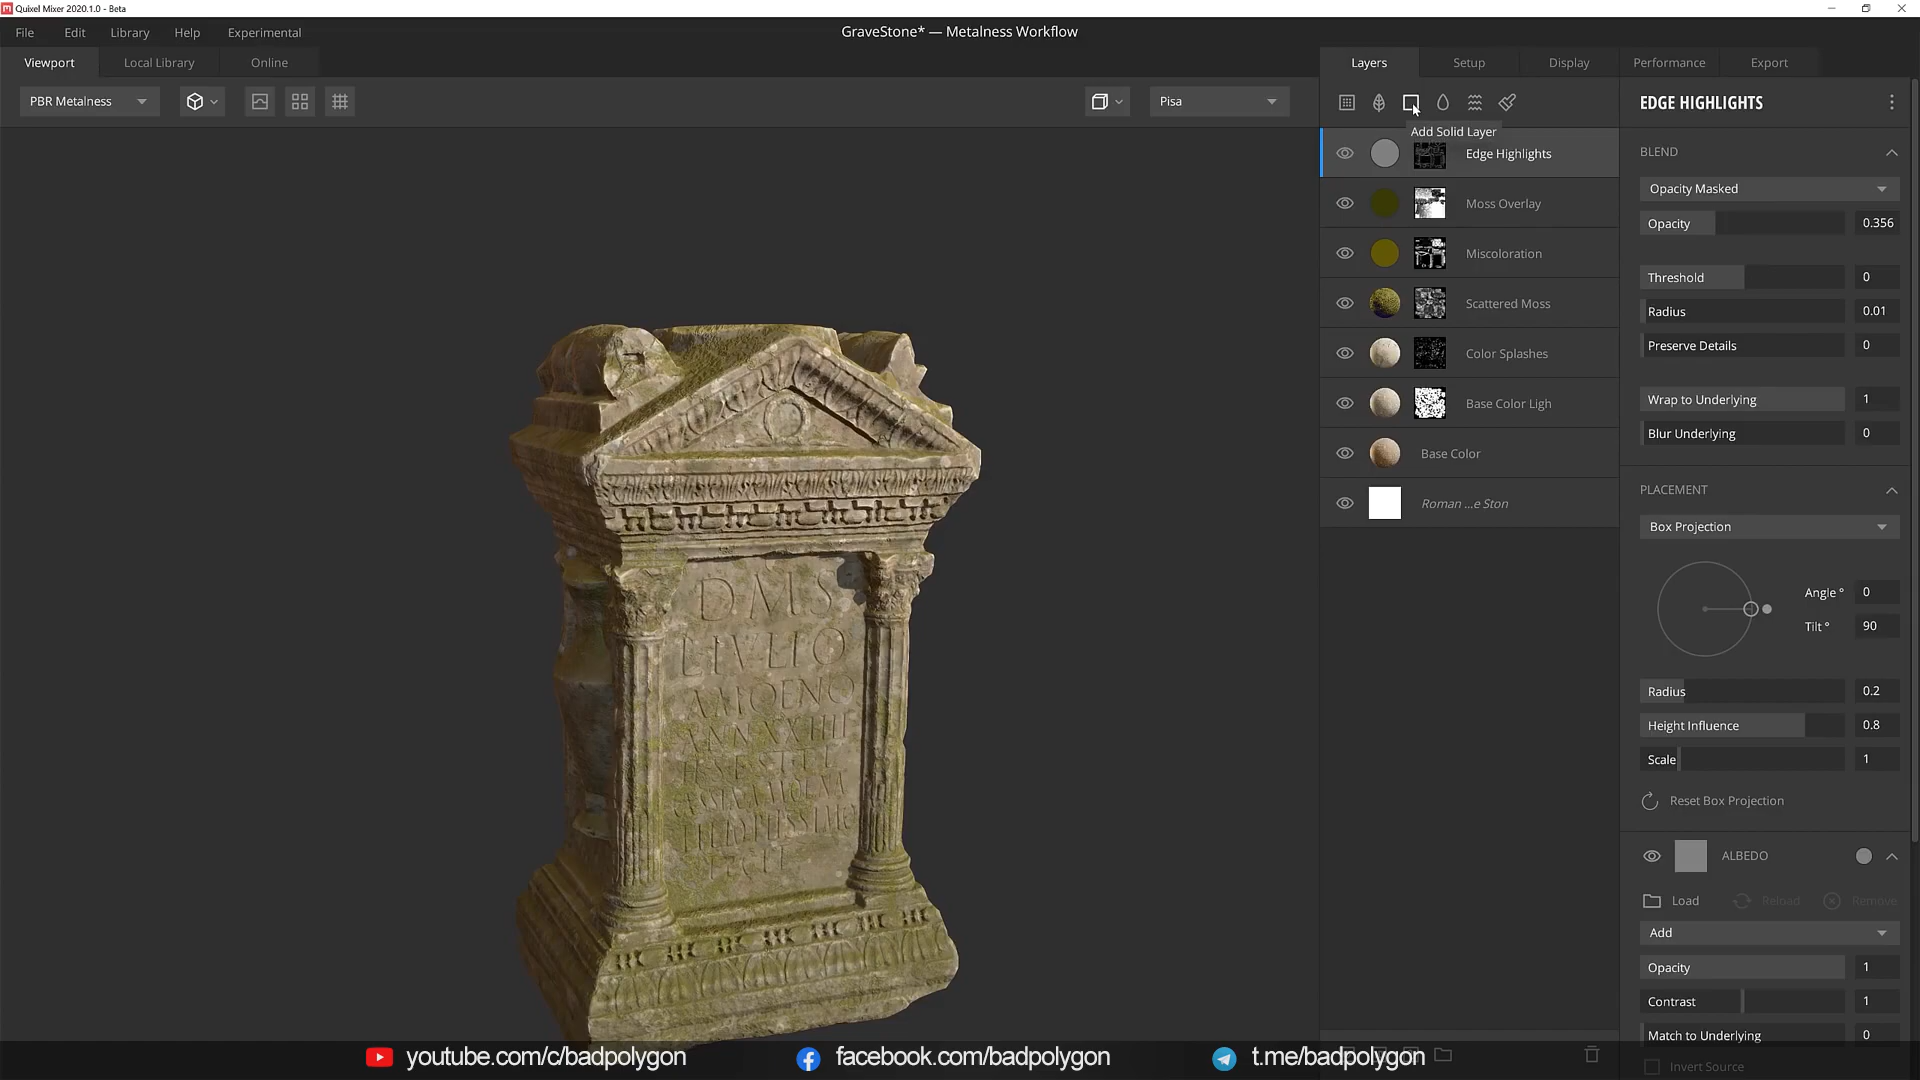 Quixel Mixer 2020.1.0 - Beta
File Edit Library Help Experimental
GraveStone* — Metalness Workflow
Viewport Local Library Online
Layers Setup Display Performance Export
PBR Metalness
Pisa
Add Solid Layer
Edge Highlights
Moss Overlay
Miscoloration
Scattered Moss
Color Splashes
Base Color Ligh
Base Color
Roman ...e Ston
EDGE HIGHLIGHTS
BLEND
Opacity Masked
Opacity 0.356
Threshold 0
Radius 0.01
Preserve Details 0
Wrap to Underlying 1
Blur Underlying 0
PLACEMENT
Box Projection
Angle ° 0
Tilt ° 90
Radius 0.2
Height Influence 0.8
Scale 1
Reset Box Projection
ALBEDO
Load Reload Remove
Add
Opacity 1
Contrast 1
Match to Underlying 0
Invert Source
D.M.S
L IVLIO
AMOENO
youtube.com/c/badpolygon
facebook.com/badpolygon
t.me/badpolygon